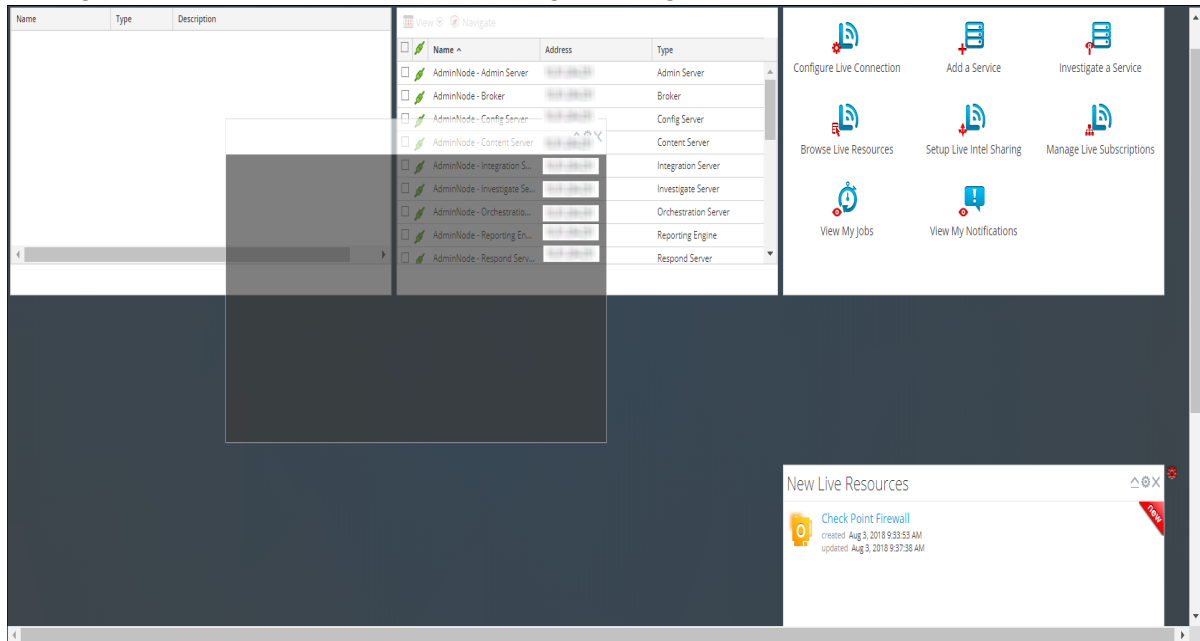 Name Type Description
View Navigate
Name Address Type
AdminNode - Admin Server Admin Server
AdminNode - Broker Broker
AdminNode - Config Server Config Server
AdminNode - Content Server Content Server
AdminNode - Integration S... Integration Server
AdminNode - Investigate Se... Investigate Server
AdminNode - Orchestratio... Orchestration Server
AdminNode - Reporting En... Reporting Engine
AdminNode - Respond Serv... Respond Server
Configure Live Connection Add a Service Investigate a Service
Browse Live Resources Setup Live Intel Sharing Manage Live Subscriptions
View My Jobs View My Notifications
New Live Resources
new
Check Point Firewall
created Aug 3, 2018 9:33:53 AM
updated Aug 3, 2018 9:37:38 AM